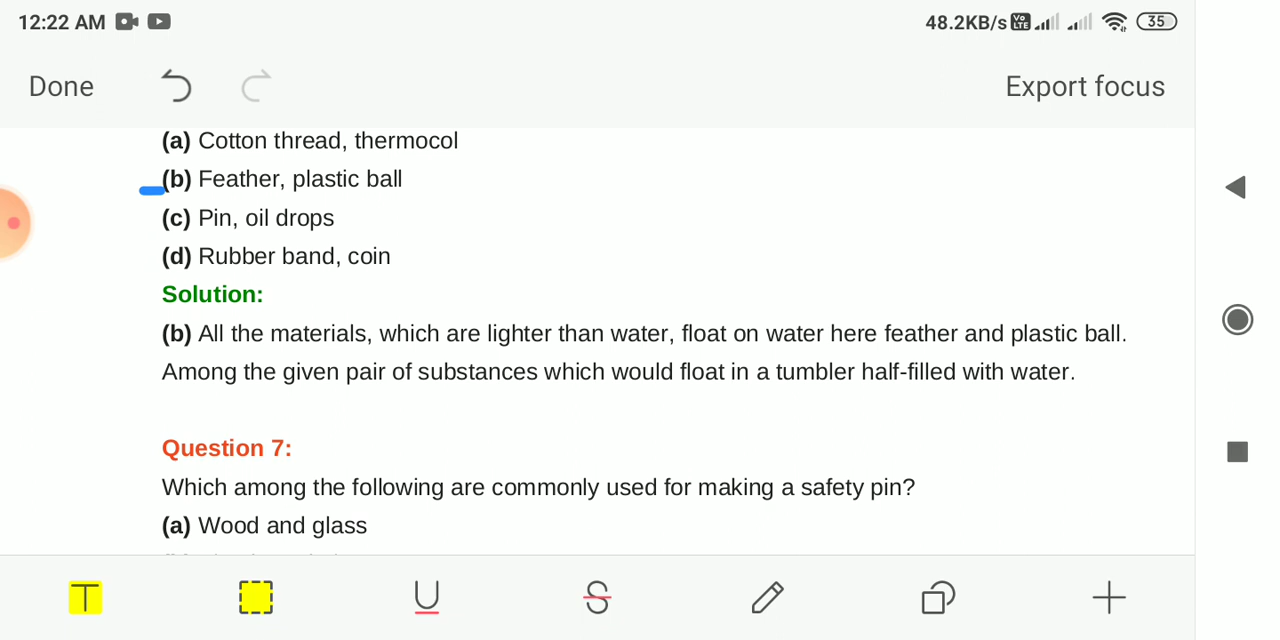 12:22 AM 48.2KB/s Vo LTE 35
Done Export focus
(a) Cotton thread, thermocol
(b) Feather, plastic ball
(c) Pin, oil drops
(d) Rubber band, coin
Solution:
(b) All the materials, which are lighter than water, float on water here feather and plastic ball.
Among the given pair of substances which would float in a tumbler half-filled with water.
Question 7:
Which among the following are commonly used for making a safety pin?
(a) Wood and glass
T U S